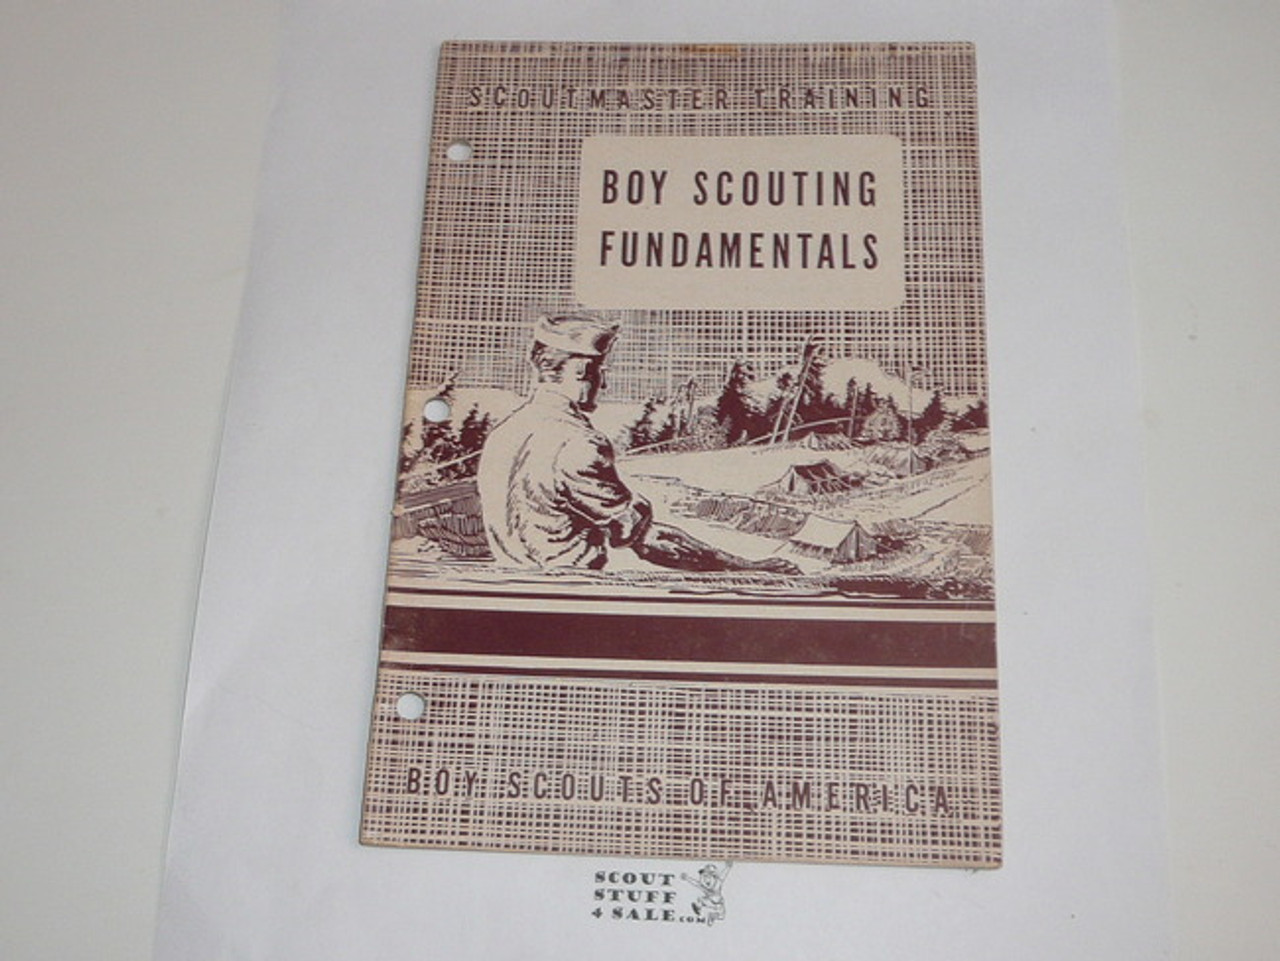 SCOUTMASTER TRAINING
BOY SCOUTING
FUNDAMENTALS
BOY SCOUTS OF AMERICA
SCOUT
STUFF
4 SALE.COM